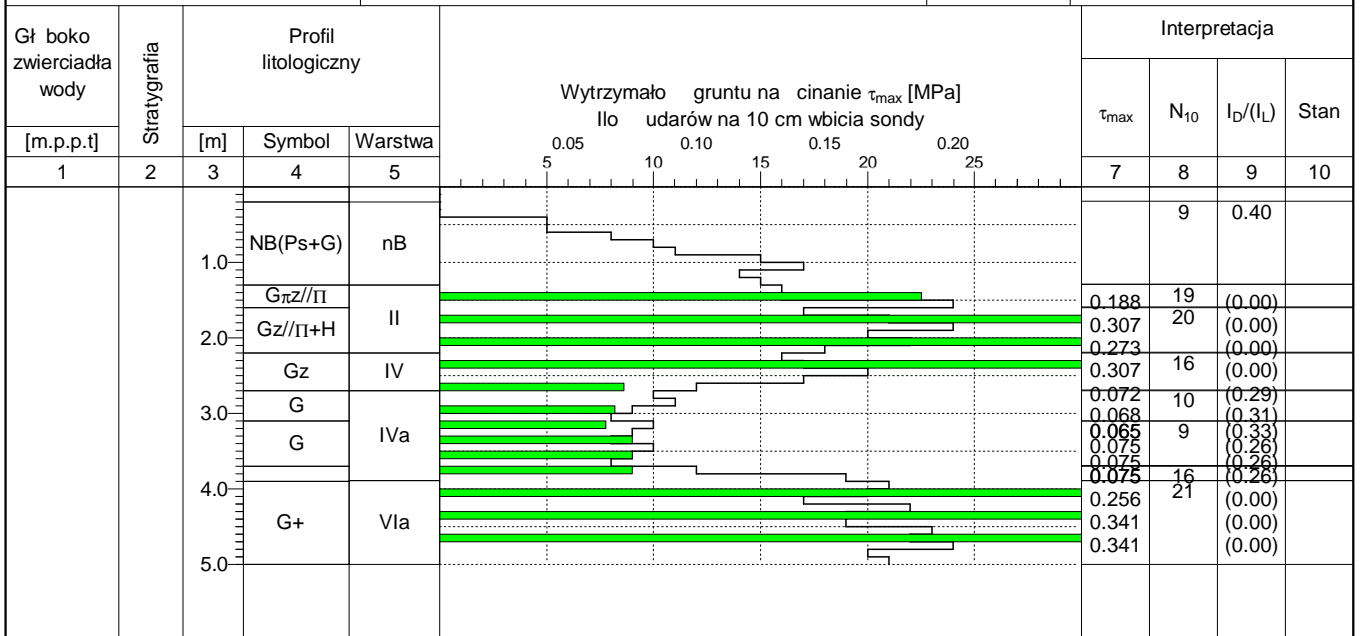 Gł boko
zwierciadła
wody
[m.p.p.t]
1
Stratygrafia
2
Profil
litologiczny
[m]
Symbol
Warstwa
3
4
5
Wytrzymało gruntu na cinanie τmax [MPa]
Ilo udarów na 10 cm wbicia sondy
0.05 0.10 0.15 0.20
5 10 15 20 25
Interpretacja
τmax
N10
ID/(IL)
Stan
7
8
9
10
NB(Ps+G) nB 9 0.40
1.0
Gπz//Π 0.188 19 (0.00)
II
Gz//Π+H 0.307 20 (0.00)
2.0
0.273 (0.00)
Gz IV 0.307 16 (0.00)
0.072 (0.29)
G 10
3.0 0.068 (0.31)
0.065 9 (0.33)
G IVa 0.075 (0.26)
0.075 (0.26)
0.075 16 (0.26)
4.0 21
0.256 (0.00)
G+ VIa
0.341 (0.00)
0.341 (0.00)
5.0